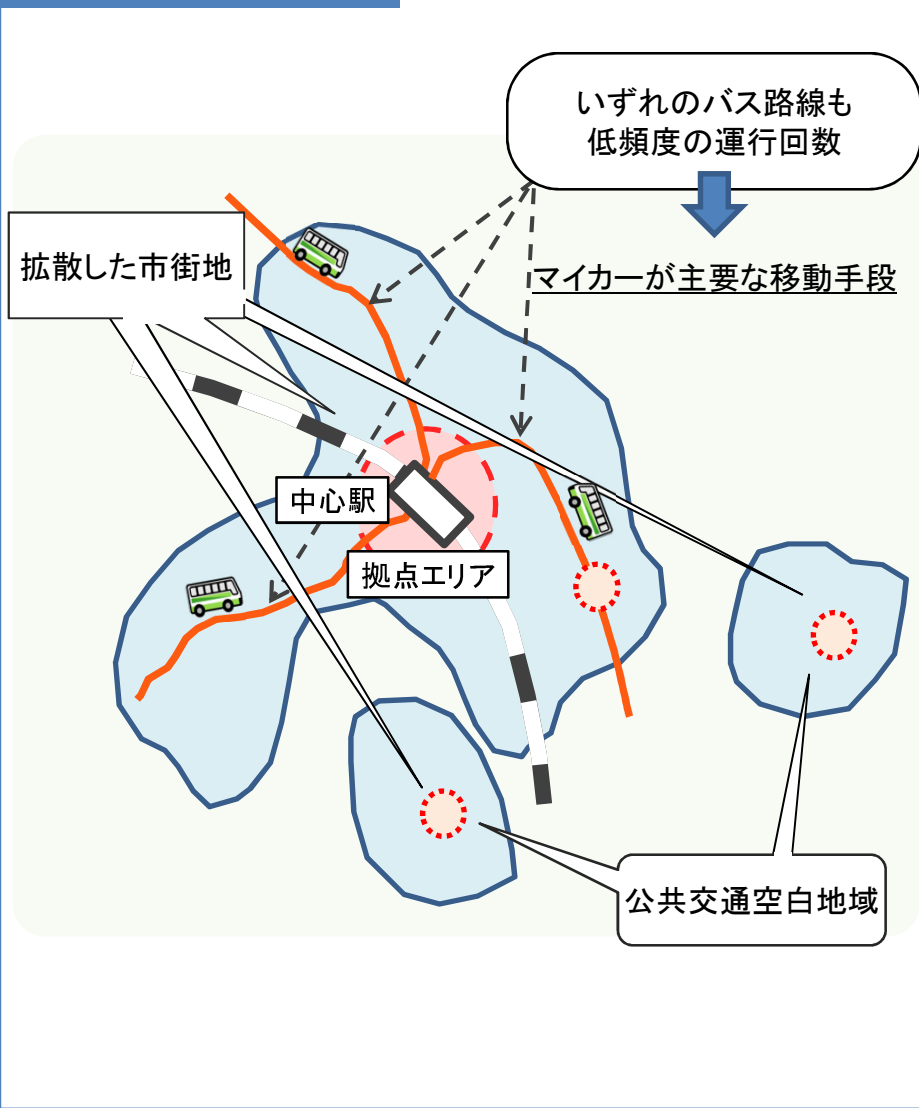 いずれのバス路線も
低頻度の運行回数
マイカーが主要な移動手段
拡散した市街地
中心駅
拠点エリア
公共交通空白地域